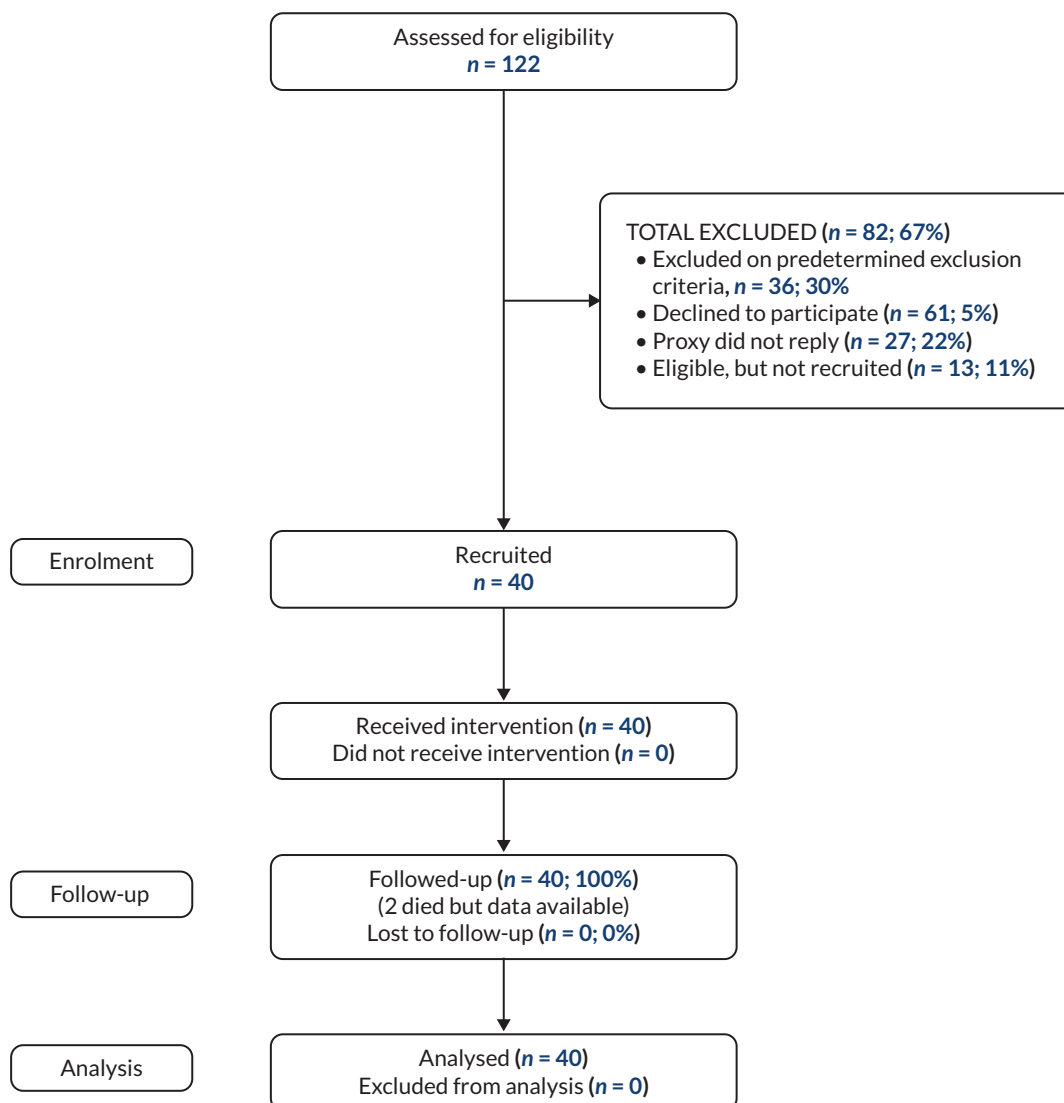 Assessed for eligibility
n = 122
TOTAL EXCLUDED (n = 82; 67%)
• Excluded on predetermined exclusion
criteria, n = 36; 30%
• Declined to participate (n = 61; 5%)
• Proxy did not reply (n = 27; 22%)
• Eligible, but not recruited (n = 13; 11%)
Enrolment
Recruited
n = 40
Received intervention (n = 40)
Did not receive intervention (n = 0)
Follow-up
Followed-up (n = 40; 100%)
(2 died but data available)
Lost to follow-up (n = 0; 0%)
Analysis
Analysed (n = 40)
Excluded from analysis (n = 0)